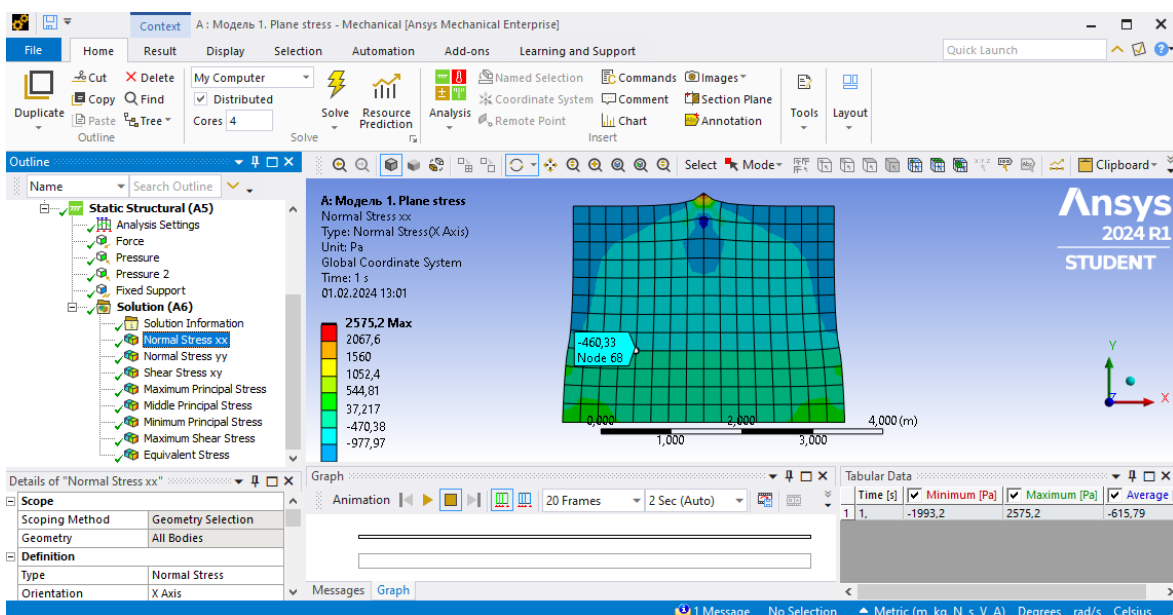 Context A : Модель 1. Plane stress - Mechanical [Ansys Mechanical Enterprise]
File Home Result Display Selection Automation Add-ons Learning and Support Quick Launch
Duplicate
Cut
Copy
Paste
Delete
Find
Tree
Outline
My Computer
Distributed
Cores 4
Solve
Resource Prediction
Solve
Analysis
Named Selection
Coordinate System
Remote Point
Commands
Comment
Chart
Images
Section Plane
Annotation
Insert
Tools
Layout
Outline
Name Search Outline
Select Mode Clipboard
Static Structural (A5)
Analysis Settings
Force
Pressure
Pressure 2
Fixed Support
Solution (A6)
Solution Information
Normal Stress xx
Normal Stress yy
Shear Stress xy
Maximum Principal Stress
Middle Principal Stress
Minimum Principal Stress
Maximum Shear Stress
Equivalent Stress
A: Модель 1. Plane stress
Normal Stress xx
Type: Normal Stress(X Axis)
Unit: Pa
Global Coordinate System
Time: 1 s
01.02.2024 13:01
2575,2 Max
2067,6
1560
1052,4
544,81
37,217
-470,38
-977,97
-460,33
Node 68
0,000 2,000 4,000 (m)
1,000 3,000
Ansys
2024 R1
STUDENT
Y
Z X
Details of "Normal Stress xx"
Scope
Scoping Method Geometry Selection
Geometry All Bodies
Definition
Type Normal Stress
Orientation X Axis
Graph
Animation 20 Frames 2 Sec (Auto)
Messages Graph
Tabular Data
Time [s] Minimum [Pa] Maximum [Pa] Average
1 1, -1993,2 2575,2 -615,79
1 Message No Selection Metric (m, kg, N, s, V, A) Degrees rad/s Celsius